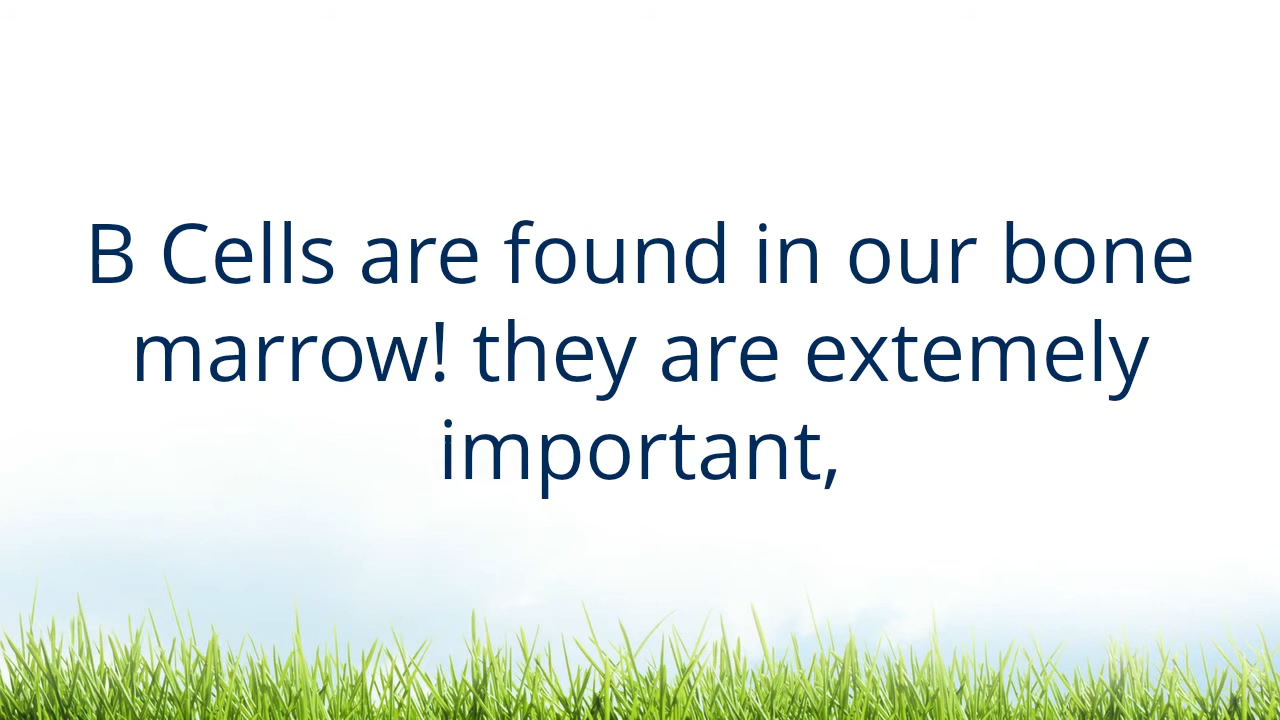 B Cells are found in our bone
marrow! they are extemely
important,